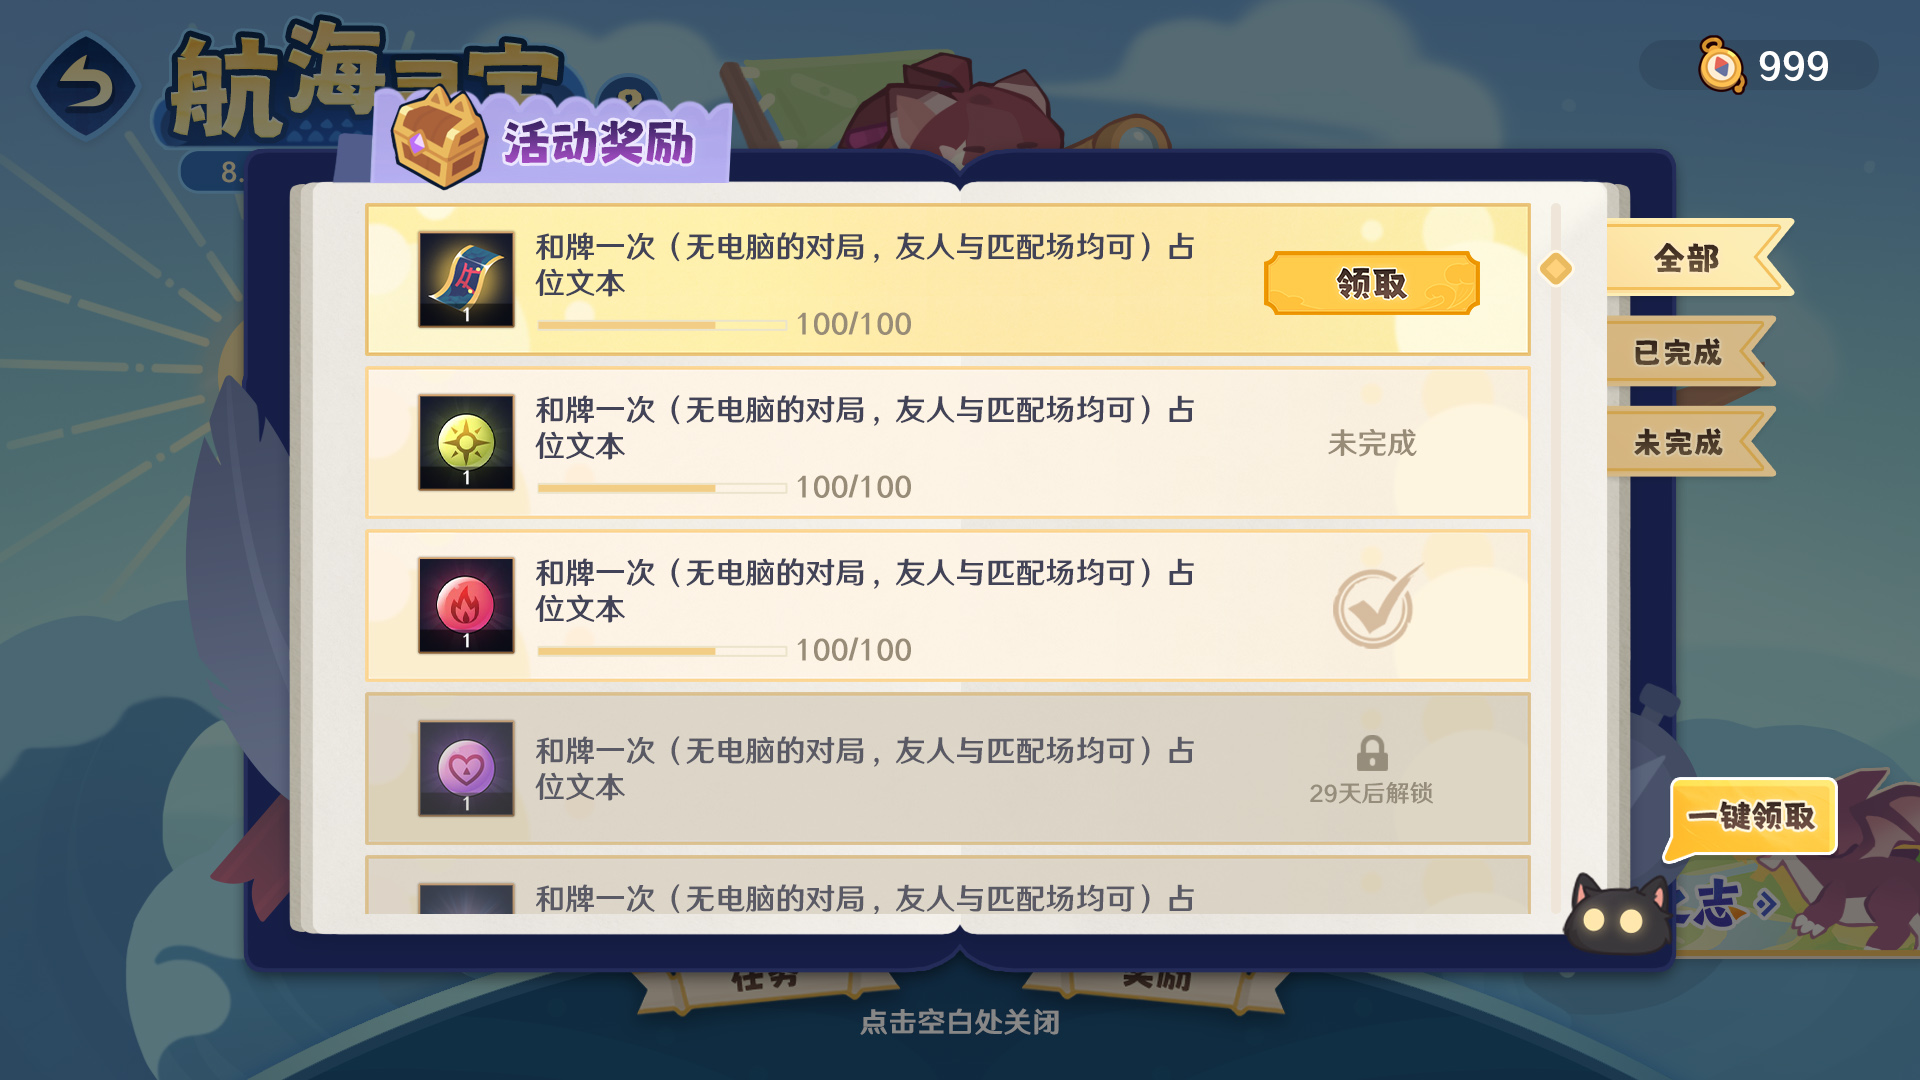 航海寻宝
?
999
8.
活动奖励
全部
已完成
未完成
和牌一次（无电脑的对局，友人与匹配场均可）占
位文本
1
100/100
领取
和牌一次（无电脑的对局，友人与匹配场均可）占
位文本
1
100/100
未完成
和牌一次（无电脑的对局，友人与匹配场均可）占
位文本
1
100/100
和牌一次（无电脑的对局，友人与匹配场均可）占
位文本
1
29天后解锁
和牌一次（无电脑的对局，友人与匹配场均可）占
一键领取
志
任务
奖励
点击空白处关闭